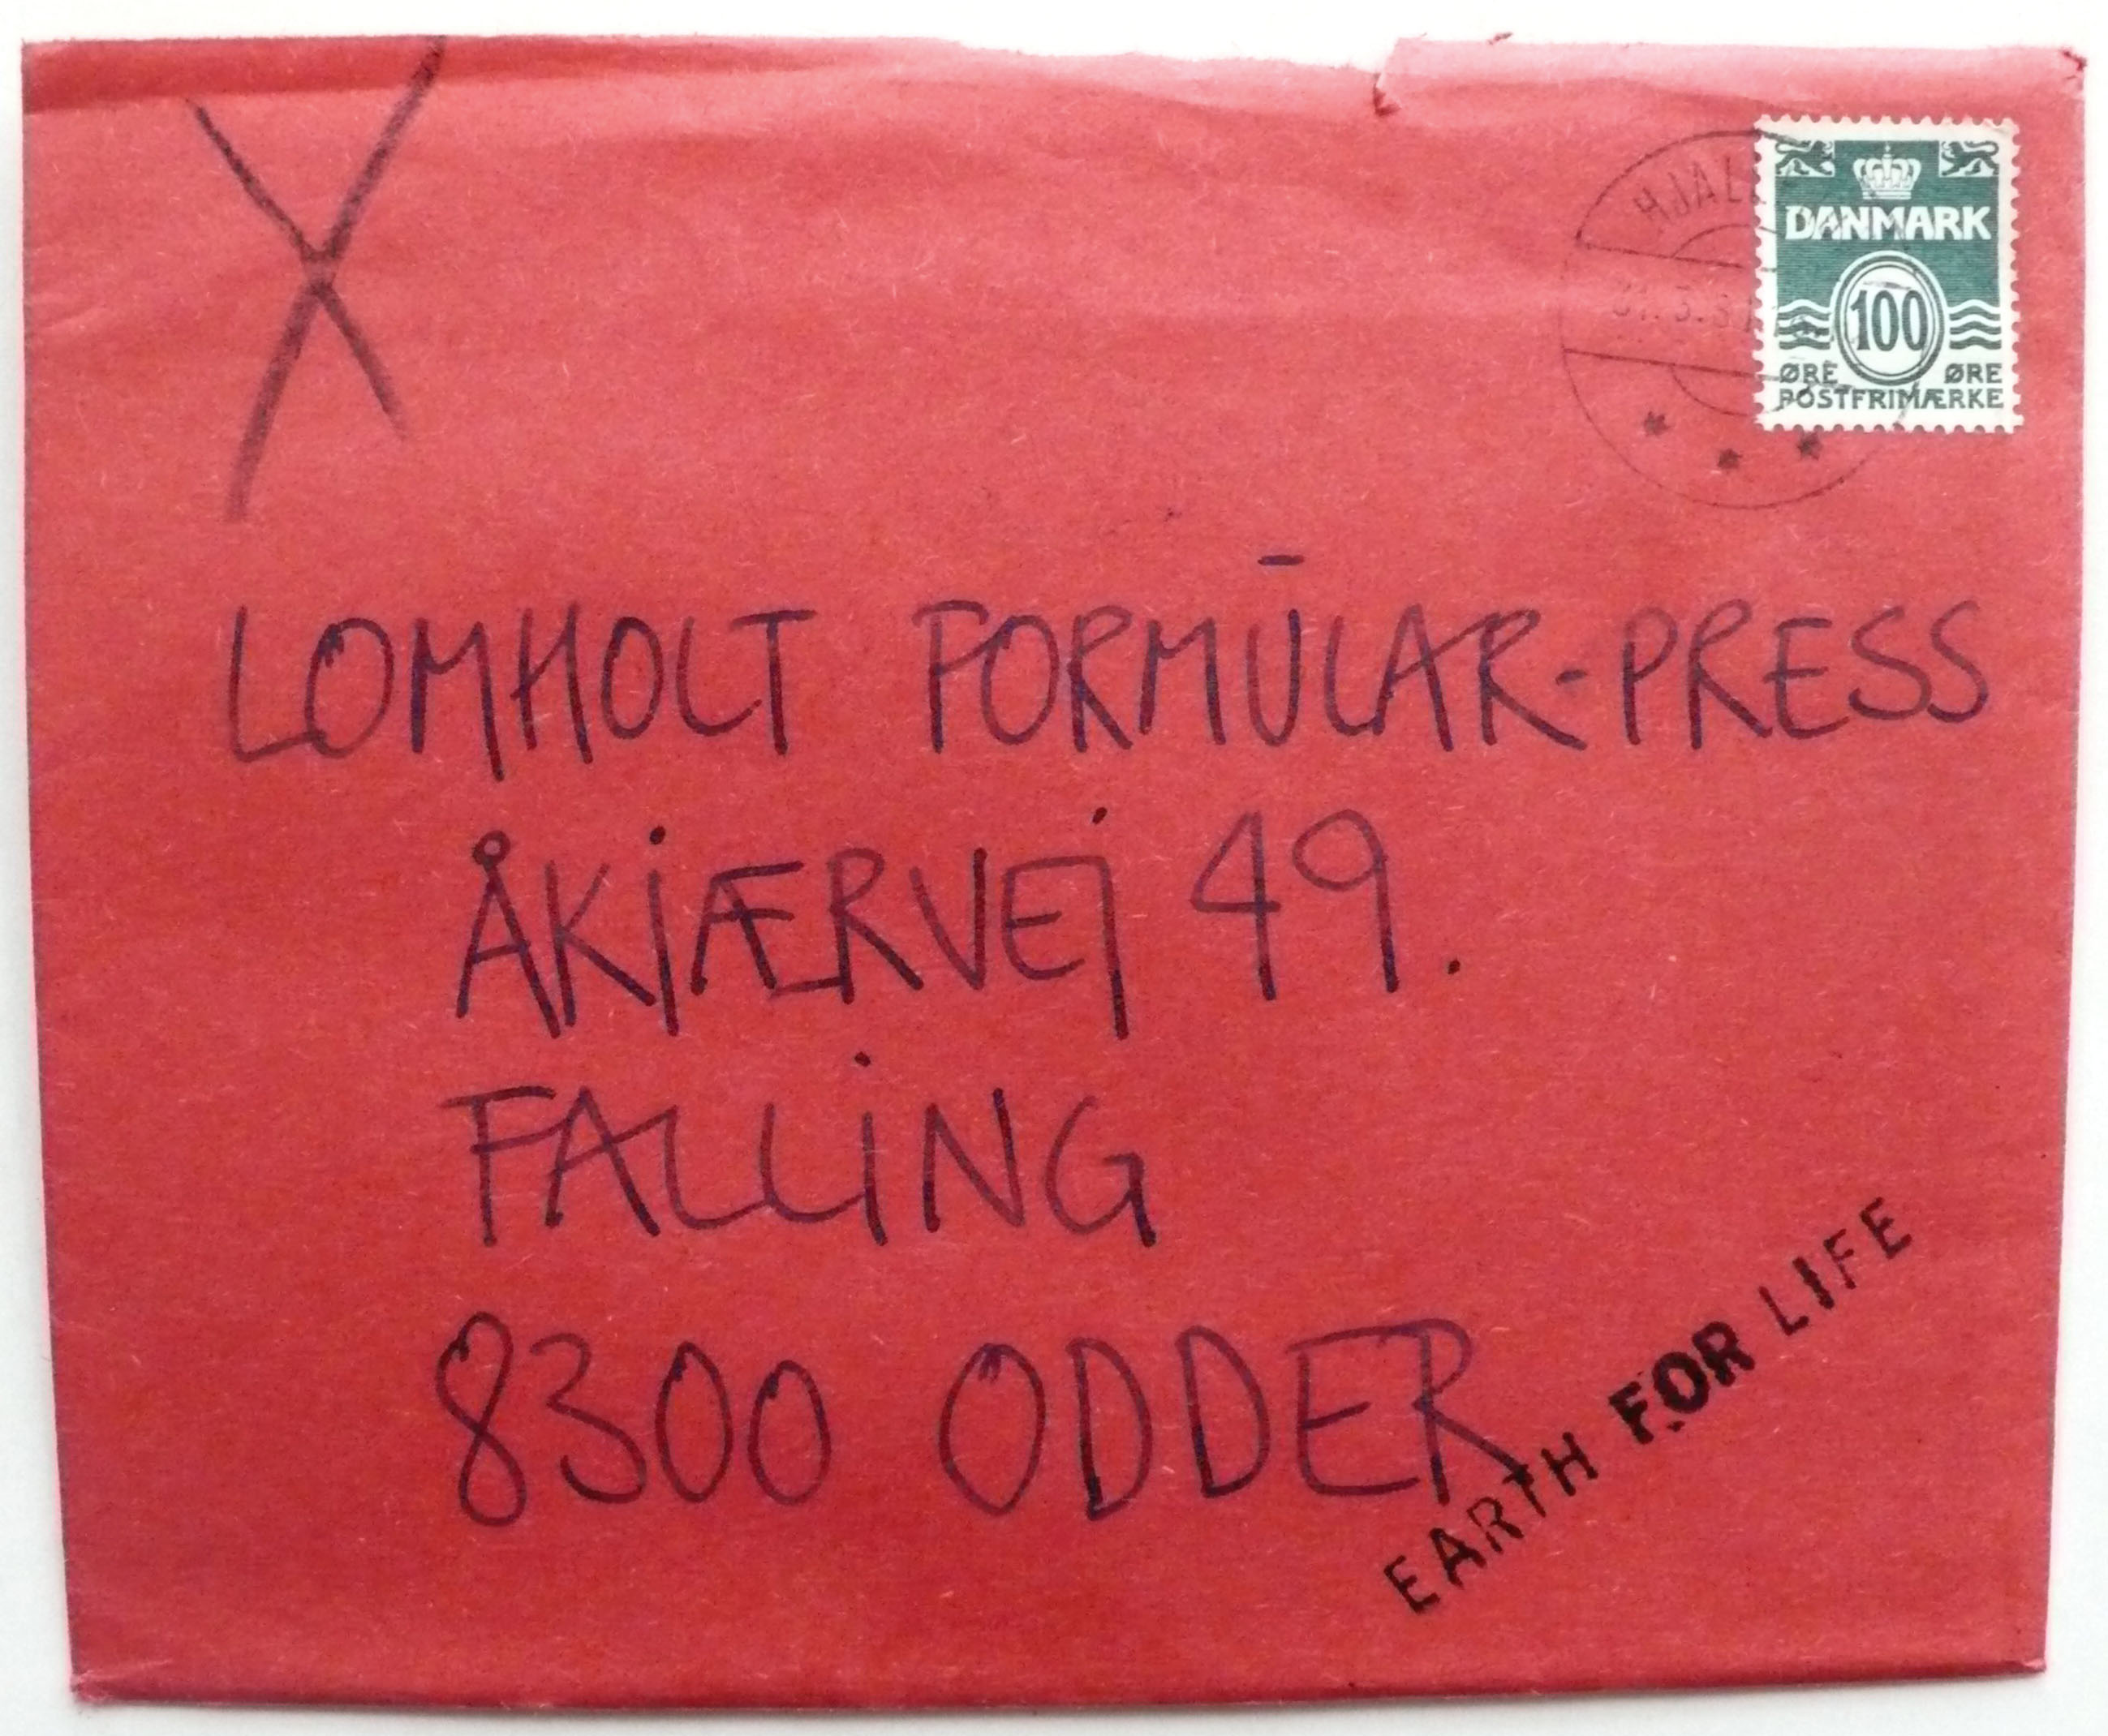 X
DANMARK
100
ØRE ØRE
POSTFRIMÆRKE
LOMHOLT FORMULAR-PRESS
ÅKJÆRVEJ 49.
FALLING
8300 ODDER
EARTH FOR LIFE